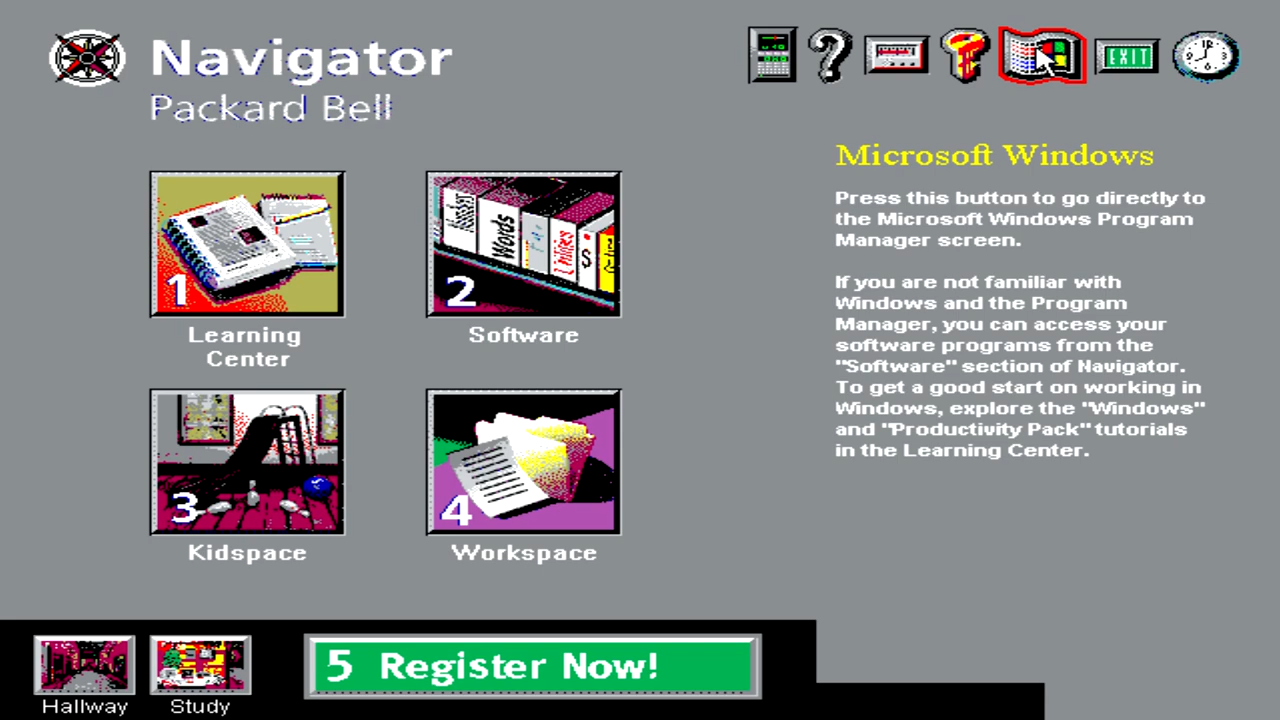 Navigator
Packard Bell
EXIT
Microsoft Windows
Press this button to go directly to
the Microsoft Windows Program
Manager screen.
If you are not familiar with
Windows and the Program
Manager, you can access your
software programs from the
"Software" section of Navigator.
To get a good start on working in
Windows, explore the "Windows"
and "Productivity Pack" tutorials
in the Learning Center.
1
Learning
Center
Words
Utilities
$
2
Software
3
Kidspace
4
Workspace
5 Register Now!
Hallway
Study